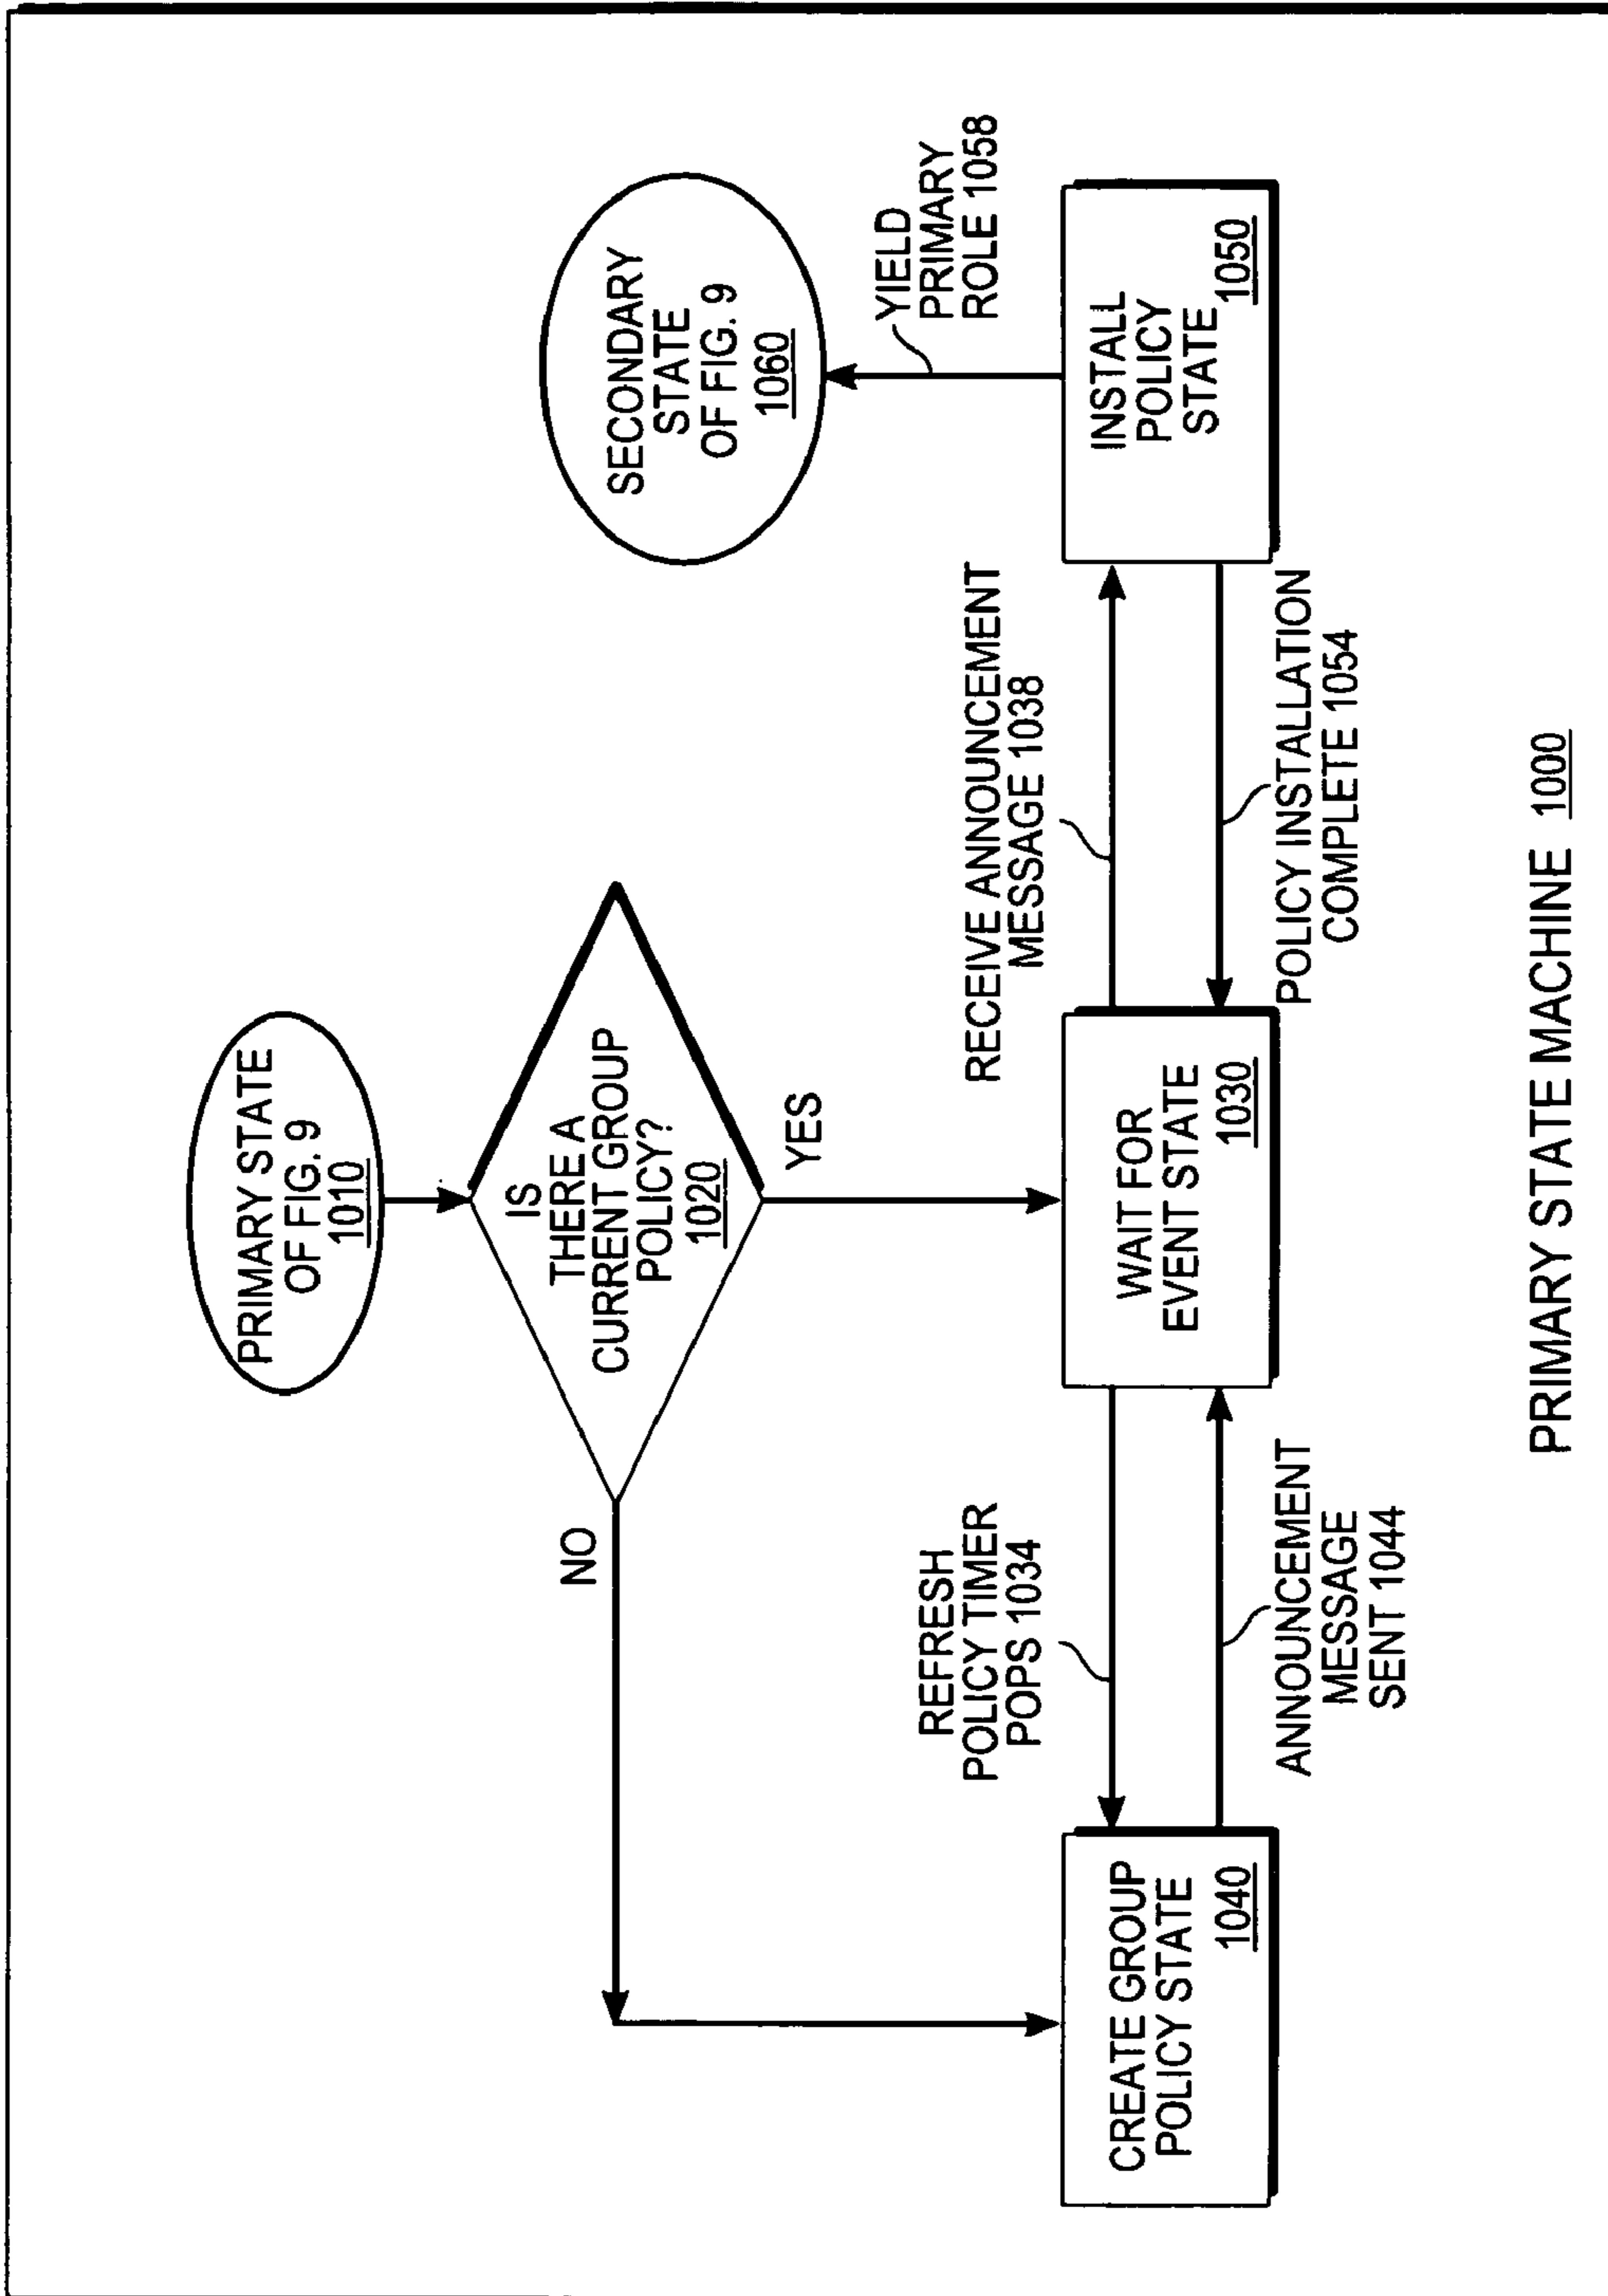 PRIMARY STATE
OF FIG. 9
1010
IS
THERE A
CURRENT GROUP
POLICY?
1020
NO
YES
SECONDARY
STATE
OF FIG. 9
1060
YIELD
PRIMARY
ROLE 1058
REFRESH
POLICY TIMER
POPS 1034
RECEIVE ANNOUNCEMENT
MESSAGE 1038
CREATE GROUP
POLICY STATE
1040
WAIT FOR
EVENT STATE
1030
INSTALL
POLICY
STATE
1050
ANNOUNCEMENT
MESSAGE
SENT 1044
POLICY INSTALLATION
COMPLETE 1054
PRIMARY STATE MACHINE 1000